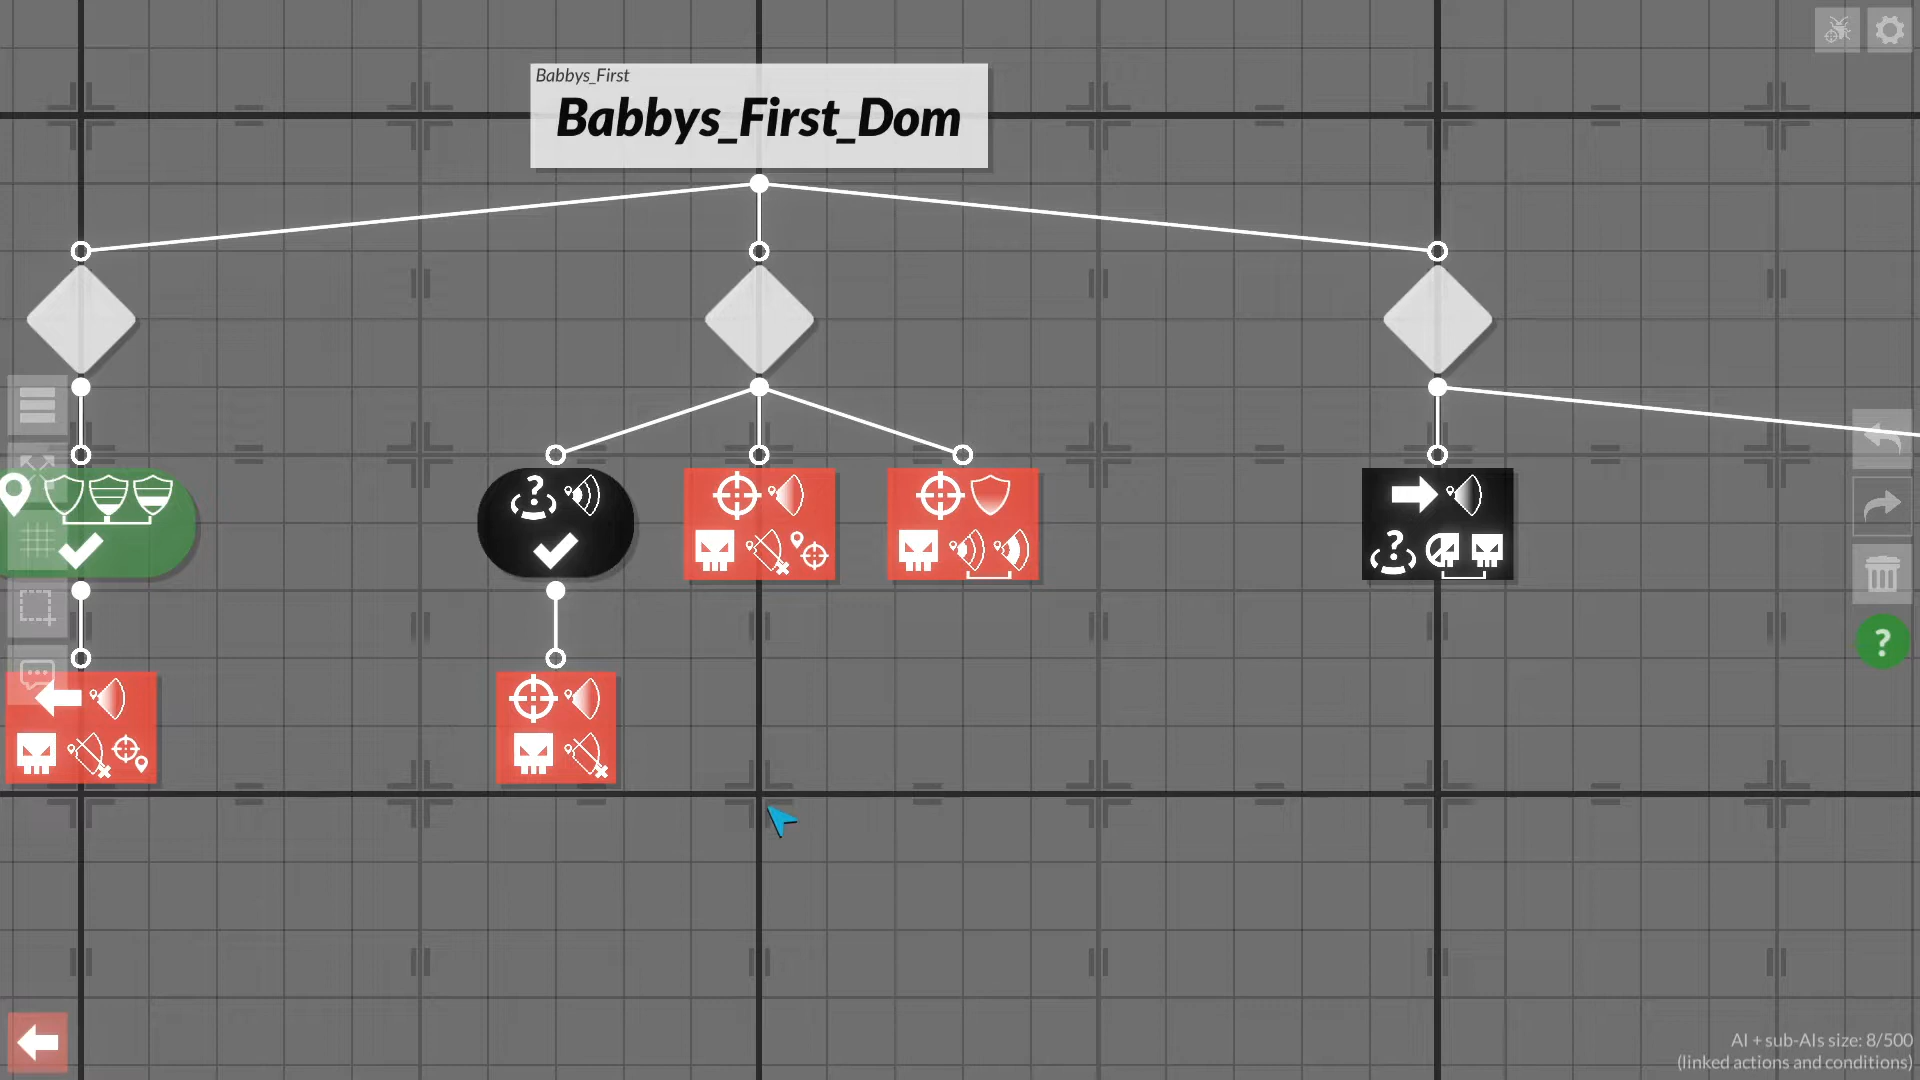 Babbys_First
Babbys_First_Dom
?
?
?
AI + sub-AIs size: 8/500
(linked actions and conditions)